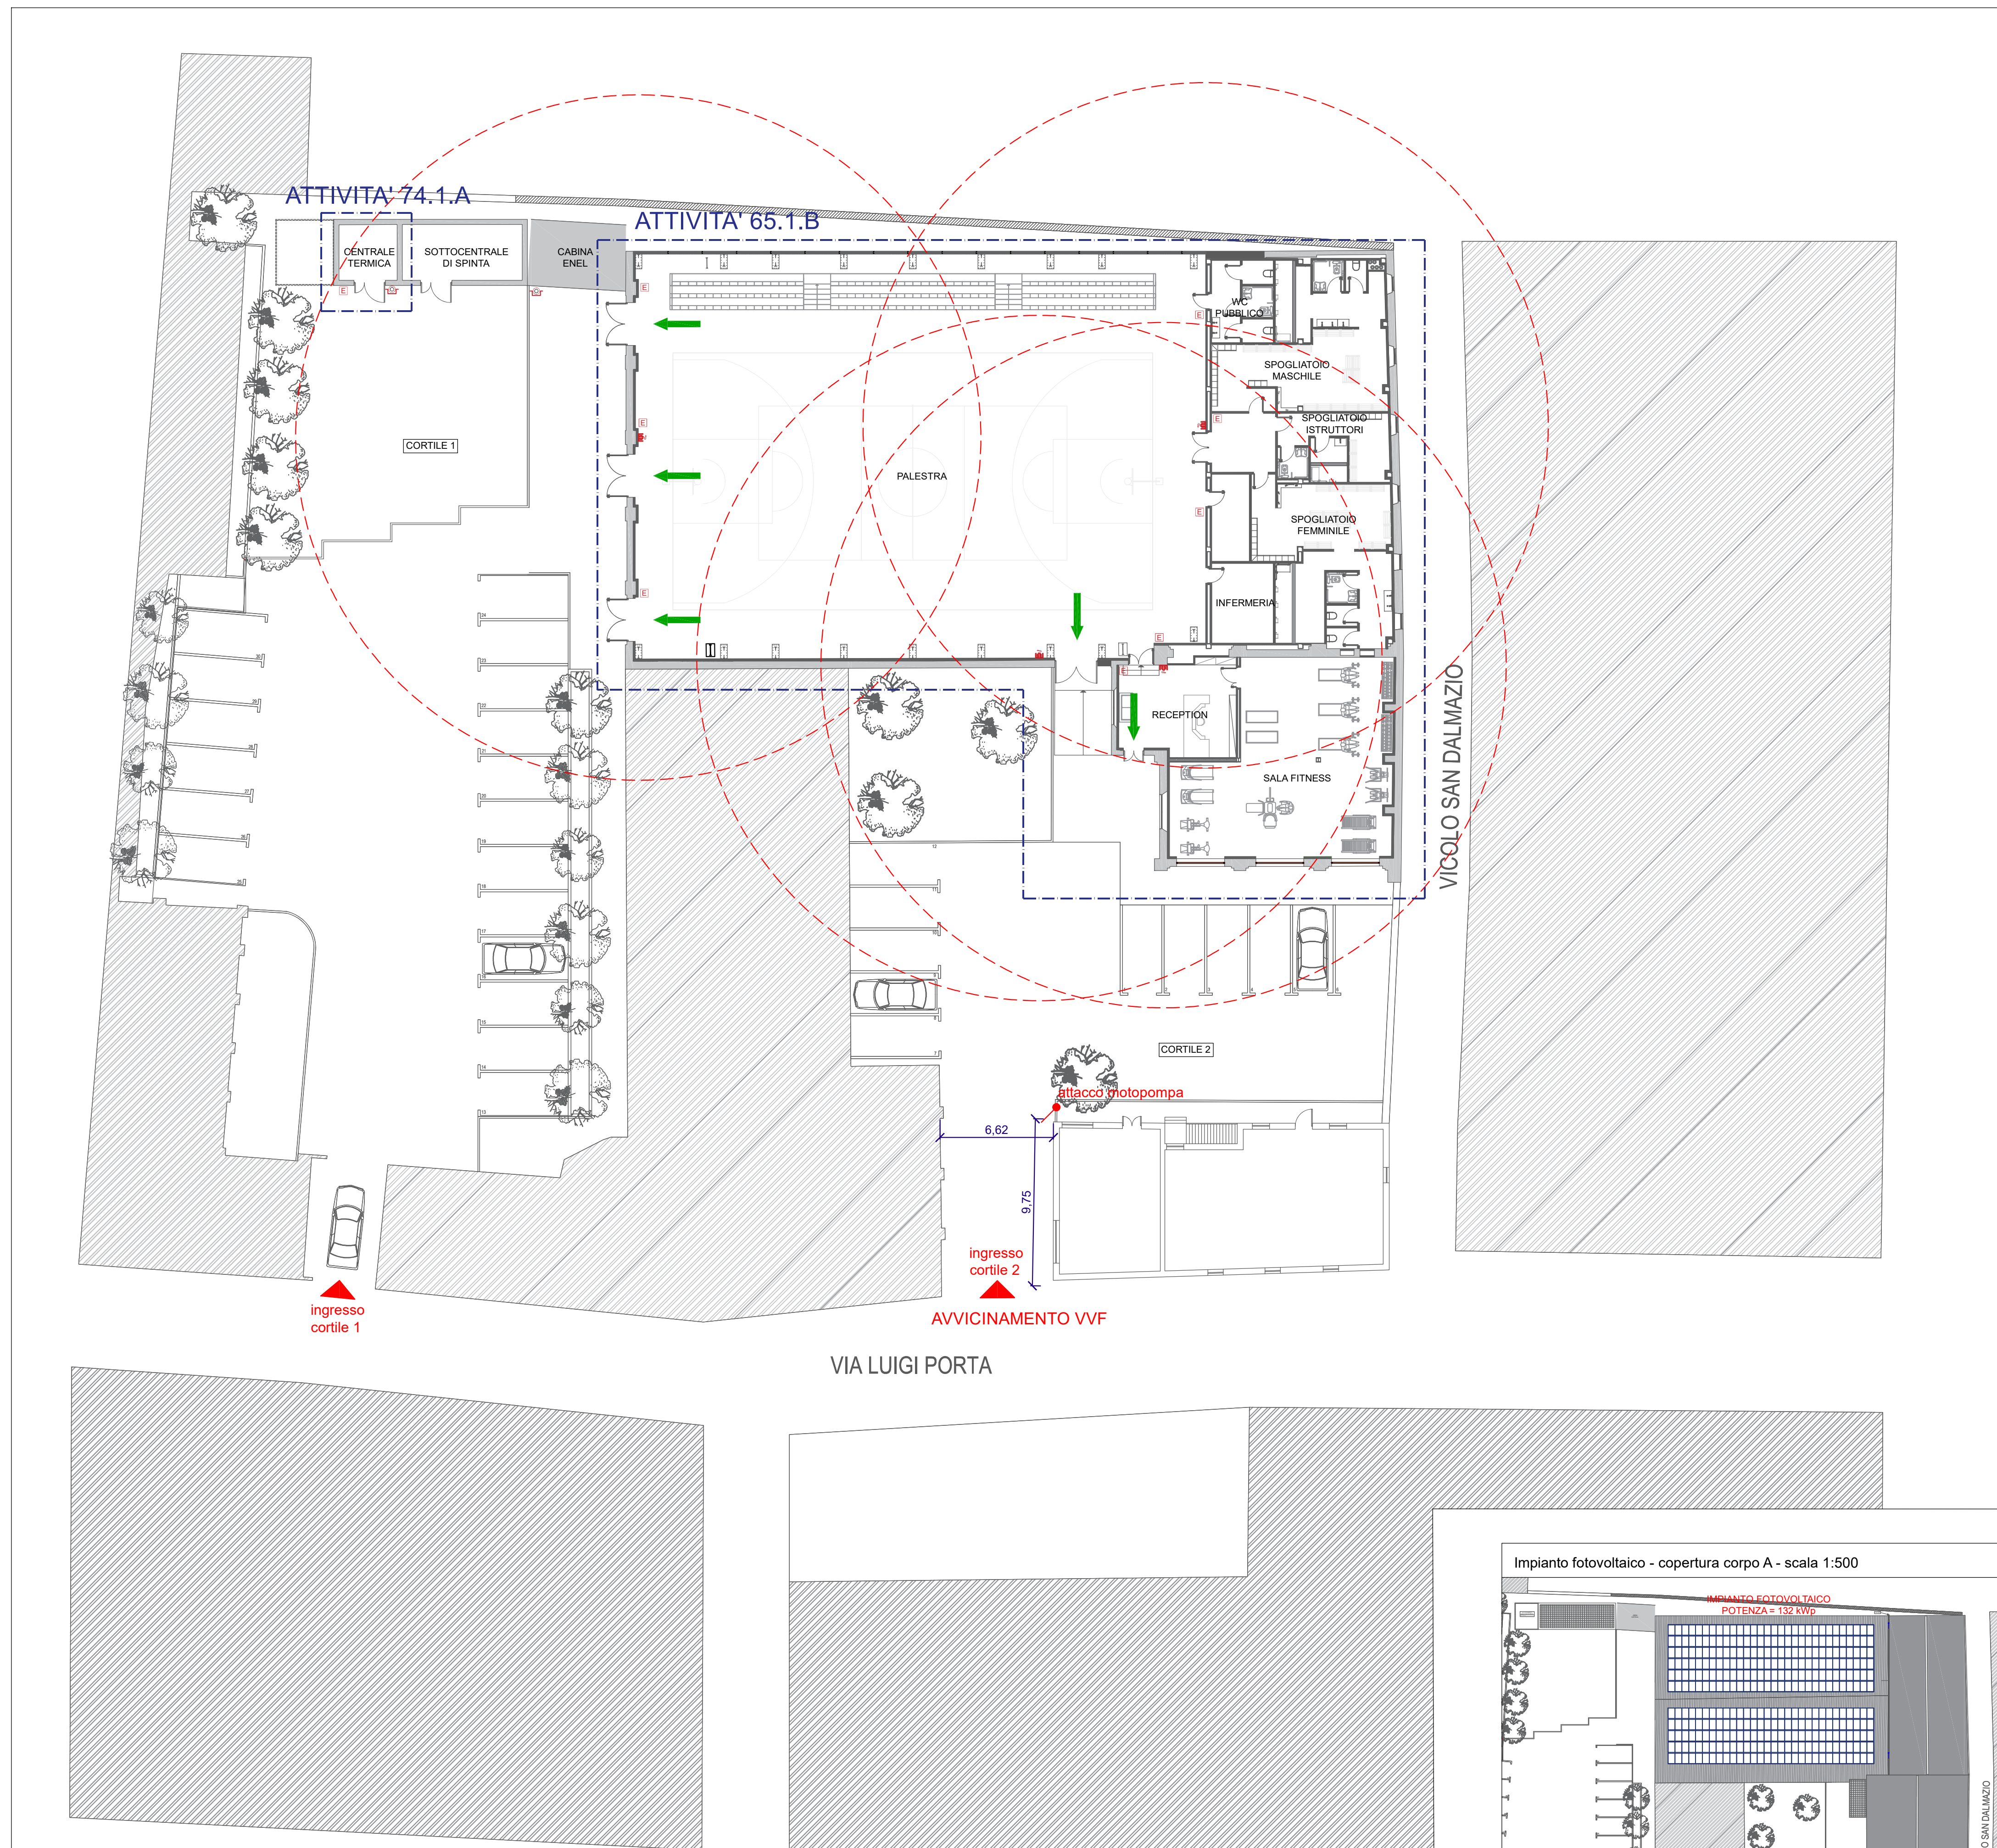 ATTIVITA' 74.1.A
ATTIVITA' 65.1.B
CENTRALE
TERMICA
SOTTOCENTRALE
DI SPINTA
CABINA
ENEL
WC
PUBBLICO
SPOGLIATOIO
MASCHILE
SPOGLIATOIO
ISTRUTTORI
CORTILE 1
PALESTRA
SPOGLIATOIO
FEMMINILE
INFERMERIA
RECEPTION
SALA FITNESS
VICOLO SAN DALMAZIO
CORTILE 2
attacco motopompa
6,62
9,75
ingresso
cortile 2
AVVICINAMENTO VVF
ingresso
cortile 1
VIA LUIGI PORTA
Impianto fotovoltaico - copertura corpo A - scala 1:500
IMPIANTO FOTOVOLTAICO
POTENZA = 132 kWp
O SAN DALMAZIO